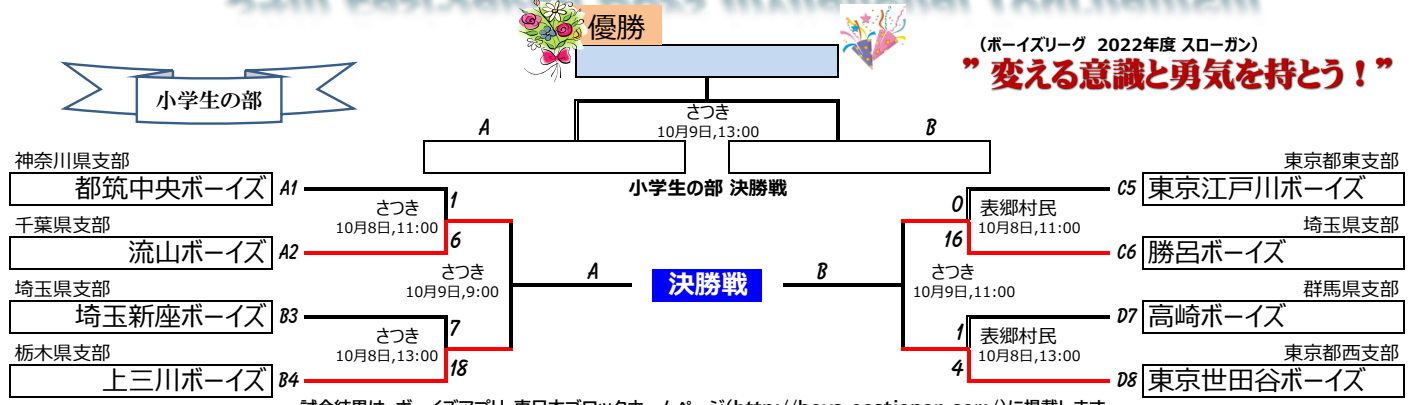 優勝
(ボーイズリーグ 2022年度 スローガン)
” 変える意識と勇気を持とう！”
小学生の部
さつき
10月9日,13:00
A
B
小学生の部 決勝戦
神奈川県支部
都筑中央ボーイズ A1
千葉県支部
流山ボーイズ A2
さつき
10月8日,11:00
1
6
埼玉県支部
埼玉新座ボーイズ B3
栃木県支部
上三川ボーイズ B4
さつき
10月8日,13:00
7
18
さつき
10月9日,9:00
A
決勝戦
B
さつき
10月9日,11:00
東京都東支部
C5 東京江戸川ボーイズ
埼玉県支部
C6 勝呂ボーイズ
0
16
表郷村民
10月8日,11:00
群馬県支部
D7 高崎ボーイズ
東京都西支部
D8 東京世田谷ボーイズ
1
4
表郷村民
10月8日,13:00